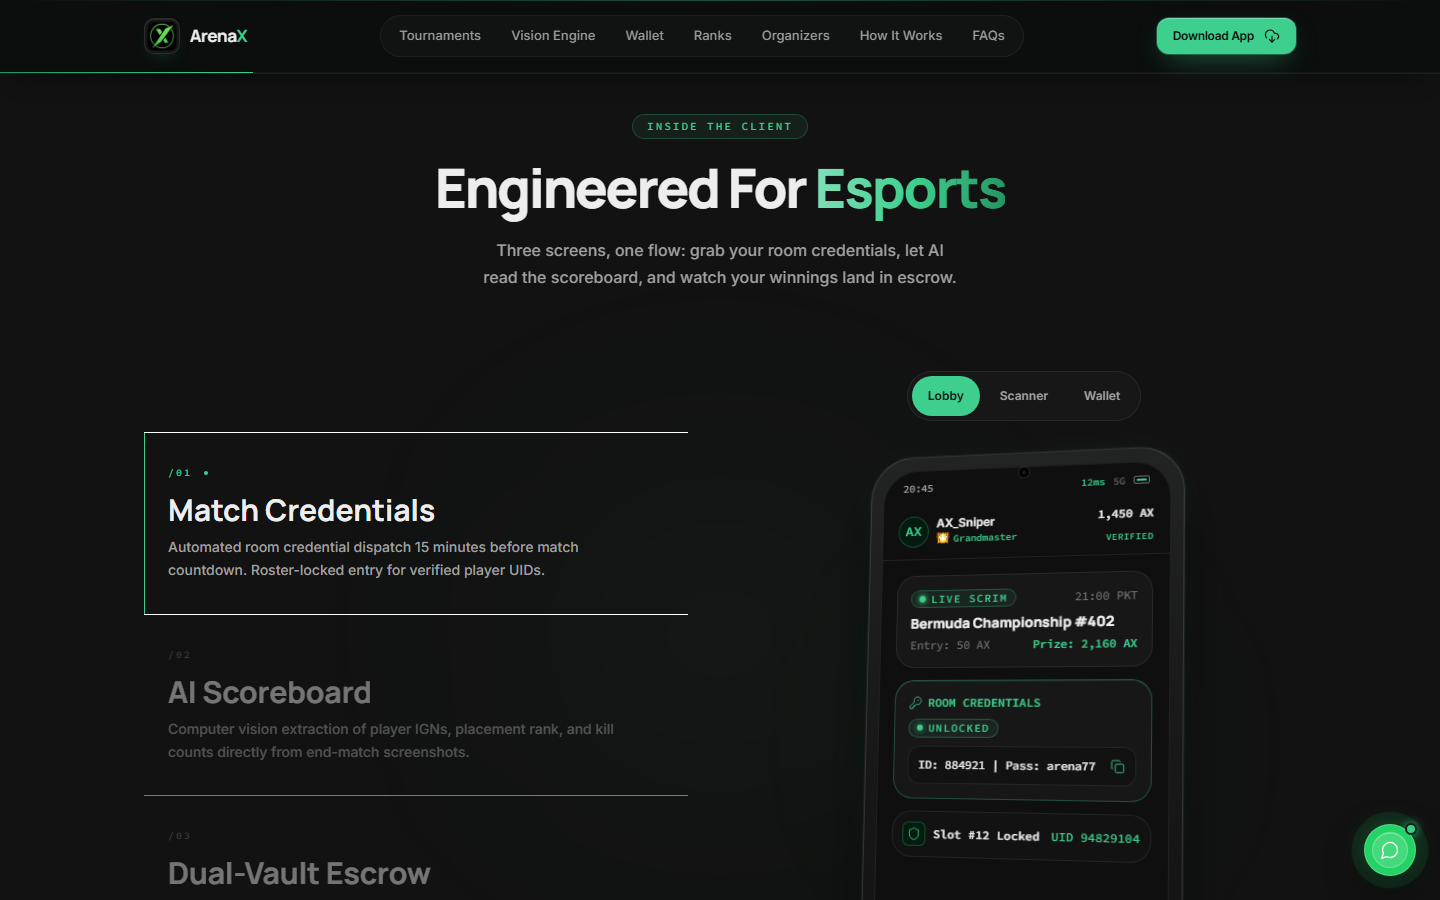 ArenaX
Tournaments
Vision Engine
Wallet
Ranks
Organizers
How It Works
FAQs
Download App
INSIDE THE CLIENT
Engineered For Esports
Three screens, one flow: grab your room credentials, let AI
read the scoreboard, and watch your winnings land in escrow.
/01
Match Credentials
Automated room credential dispatch 15 minutes before match
countdown. Roster-locked entry for verified player UIDs.
/02
AI Scoreboard
Computer vision extraction of player IGNs, placement rank, and kill
counts directly from end-match screenshots.
/03
Dual-Vault Escrow
Lobby
Scanner
Wallet
20:45
12ms 5G
AX
AX_Sniper
Grandmaster
1,450 AX
VERIFIED
LIVE SCRIM
21:00 PKT
Bermuda Championship #402
Entry: 50 AX
Prize: 2,160 AX
ROOM CREDENTIALS
UNLOCKED
ID: 884921 | Pass: arena77
Slot #12 Locked
UID 94829104